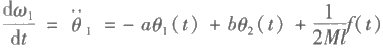 dω₁/dt = θ̈₁ = − aθ₁(t) + bθ₂(t) + 1/(2Ml) f(t)